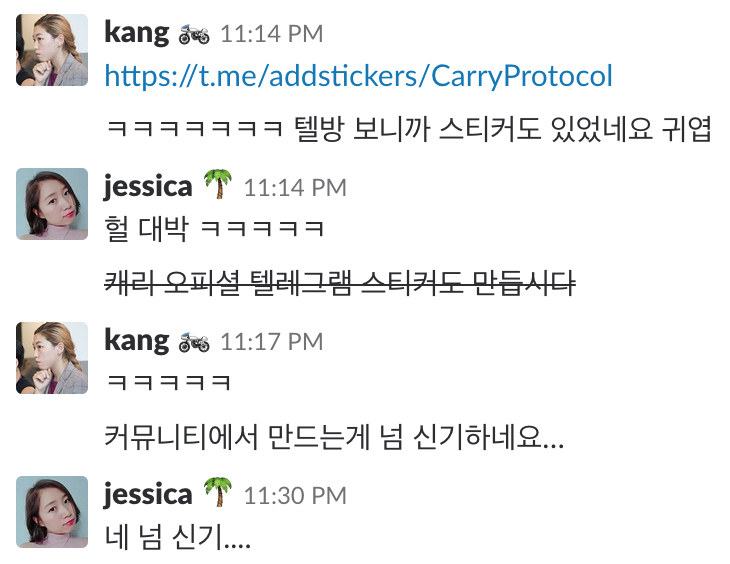 kang 🏍 11:14 PM
https://t.me/addstickers/CarryProtocol
ㅋㅋㅋㅋㅋㅋㅋ 텔방 보니까 스티커도 있었네요 귀엽
jessica 🌴 11:14 PM
헐 대박 ㅋㅋㅋㅋㅋ
캐리 오피셜 텔레그램 스티커도 만듭시다
kang 🏍 11:17 PM
ㅋㅋㅋㅋㅋ
커뮤니티에서 만드는게 넘 신기하네요...
jessica 🌴 11:30 PM
네 넘 신기....